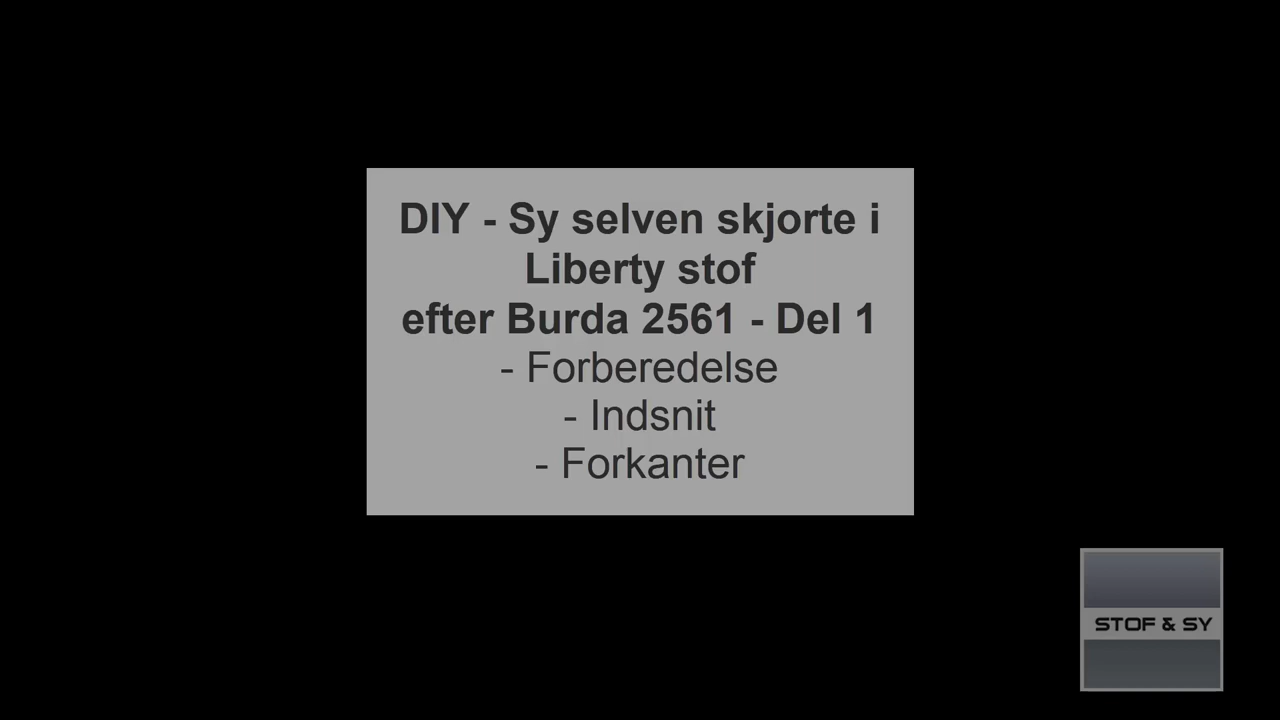 DIY - Sy selven skjorte i
Liberty stof
efter Burda 2561 - Del 1
- Forberedelse
- Indsnit
- Forkanter
STOF & SY